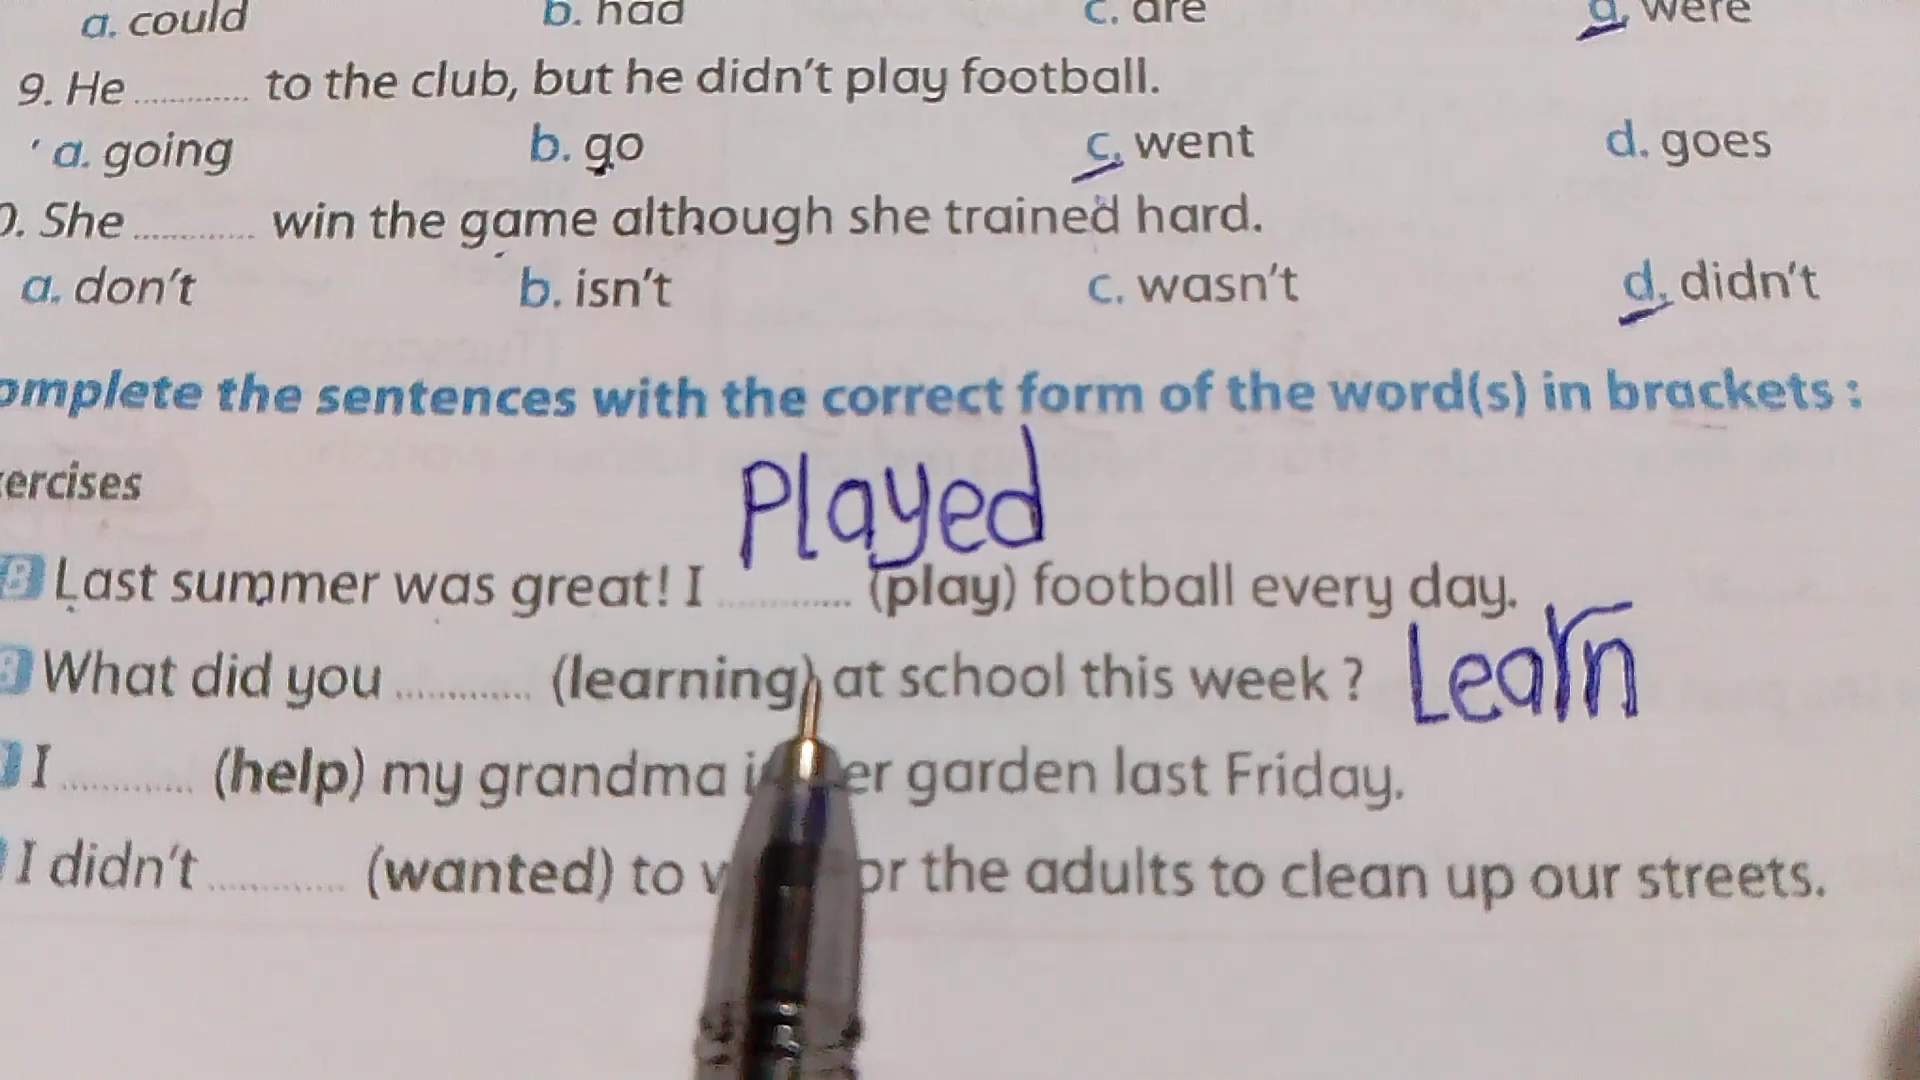 a. could b. had c. are d. were
9. He ............ to the club, but he didn't play football.
a. going b. go c. went d. goes
0. She ............ win the game although she trained hard.
a. don't b. isn't c. wasn't d. didn't
omplete the sentences with the correct form of the word(s) in brackets :
ercises
Played
Last summer was great! I ............ (play) football every day.
What did you ............ (learning) at school this week ? Learn
I ............ (help) my grandma er garden last Friday.
I didn't ............ (wanted) to or the adults to clean up our streets.